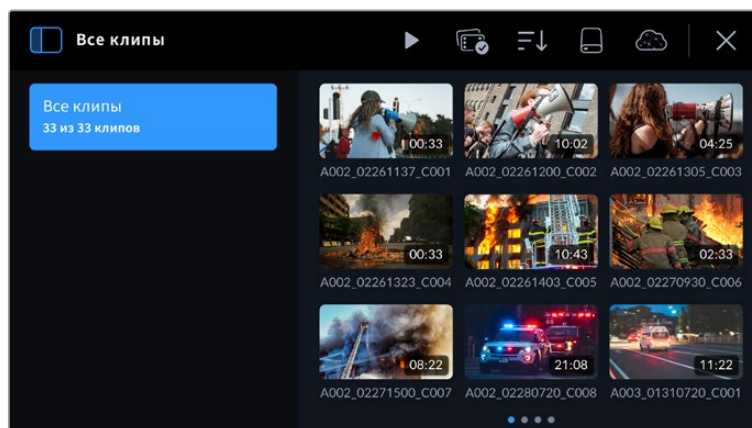 Все клипы
Все клипы
33 из 33 клипов
00:33
10:02
04:25
A002_02261137_C001
A002_02261200_C002
A002_02261305_C003
00:33
10:43
02:33
A002_02261323_C004
A002_02261403_C005
A002_02270930_C006
08:22
21:08
11:22
A002_02271500_C007
A002_02280720_C008
A003_01310720_C001